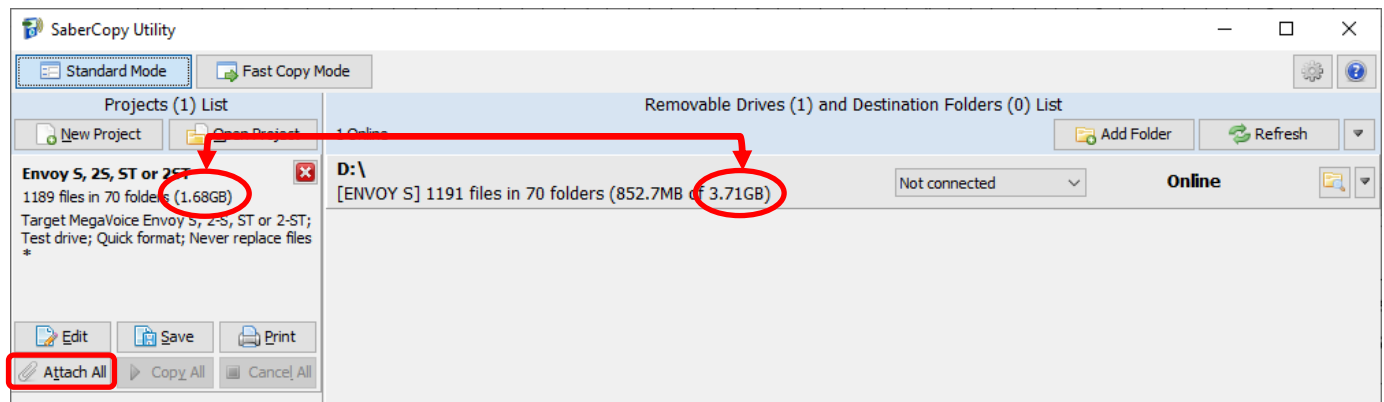 SaberCopy Utility
Standard Mode
Fast Copy Mode
Projects (1) List
Removable Drives (1) and Destination Folders (0) List
New Project
Open Project
1 Online
Add Folder
Refresh
Envoy S, 2S, ST or 2ST
1189 files in 70 folders (1.68GB)
Target MegaVoice Envoy S, 2-S, ST or 2-ST;
Test drive; Quick format; Never replace files
*
D:\
[ENVOY S] 1191 files in 70 folders (852.7MB of 3.71GB)
Not connected
Online
Edit
Save
Print
Attach All
Copy All
Cancel All